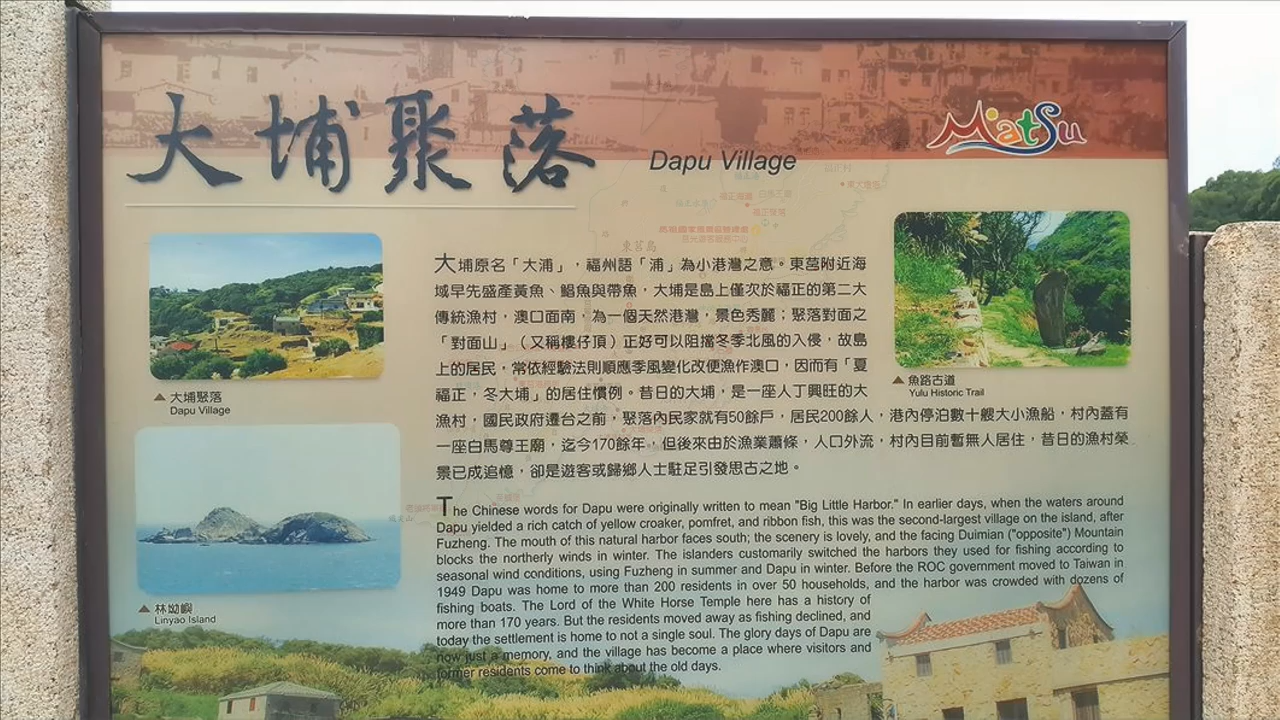 大埔聚落
Dapu Village
MatSu
大埔原名「大浦」，福州語「浦」為小港灣之意。東莒附近海
域早先盛產黃魚、鯧魚與帶魚，大埔是島上僅次於福正的第二大
傳統漁村，澳口面南，為一個天然港灣，景色秀麗；聚落對面之
「對面山」（又稱樓仔頂）正好可以阻擋冬季北風的入侵，故島
上的居民，常依經驗法則順應季風變化改便漁作澳口，因而有「夏
福正，冬大埔」的居住慣例。昔日的大埔，是一座人丁興旺的大
漁村，國民政府遷台之前，聚落內民家就有50餘戶，居民200餘人，港內停泊數十艘大小漁船，村內蓋有
一座白馬尊王廟，迄今170餘年，但後來由於漁業蕭條，人口外流，村內目前暫無人居住，昔日的漁村榮
景已成追憶，卻是遊客或歸鄉人士駐足引發思古之地。
The Chinese words for Dapu were originally written to mean "Big Little Harbor." In earlier days, when the waters around
Dapu yielded a rich catch of yellow croaker, pomfret, and ribbon fish, this was the second-largest village on the island, after
Fuzheng. The mouth of this natural harbor faces south; the scenery is lovely, and the facing Duimian ("opposite") Mountain
blocks the northerly winds in winter. The islanders customarily switched the harbors they used for fishing according to
seasonal wind conditions, using Fuzheng in summer and Dapu in winter. Before the ROC government moved to Taiwan in
1949 Dapu was home to more than 200 residents in over 50 households, and the harbor was crowded with dozens of
fishing boats. The Lord of the White Horse Temple here has a history of
more than 170 years. But the residents moved away as fishing declined, and
today the settlement is home to not a single soul. The glory days of Dapu are
now just a memory, and the village has become a place where visitors and
former residents come to think about the old days.
大埔聚落
Dapu Village
林坳嶼
Linyao Island
魚路古道
Yulu Historic Trail
東莒島
福正聚落